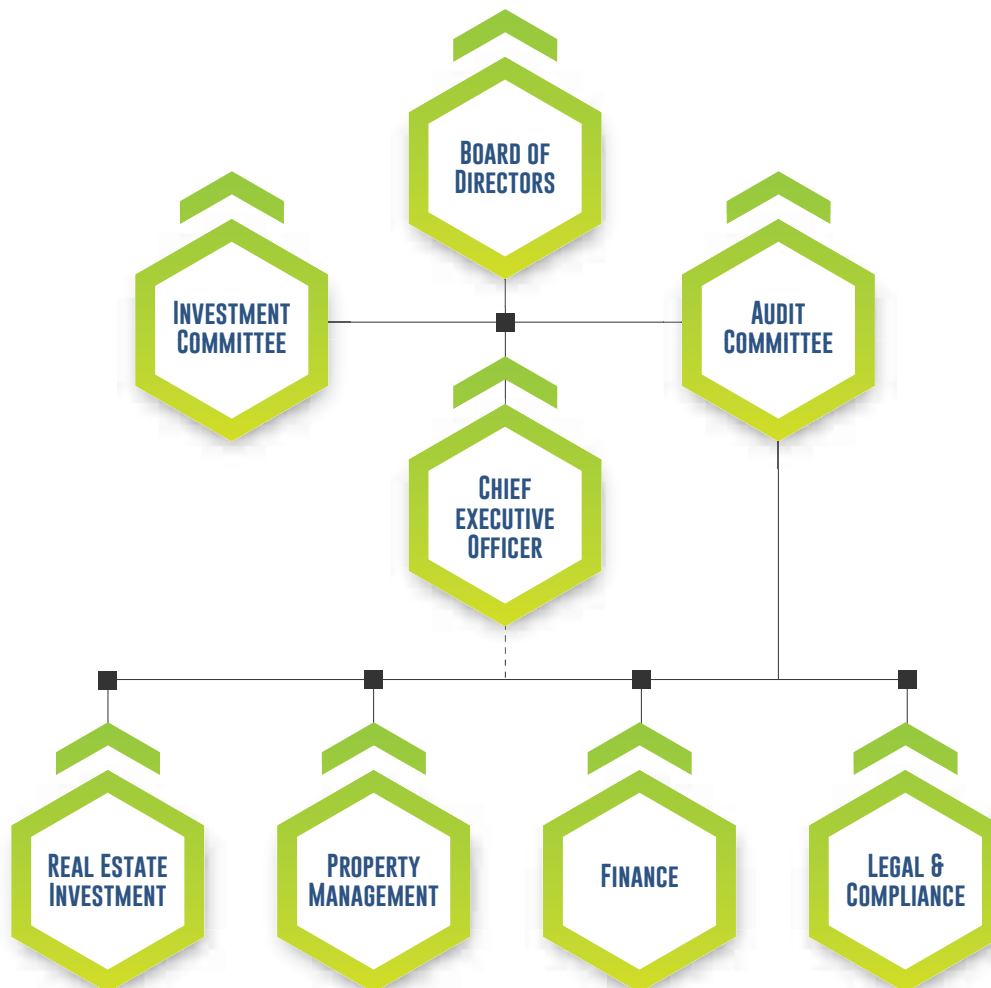 Board of
Directors
Investment
Committee
Audit
Committee
Chief
executive
Officer
Real Estate
Investment
Property
Management
Finance
Legal &
Compliance